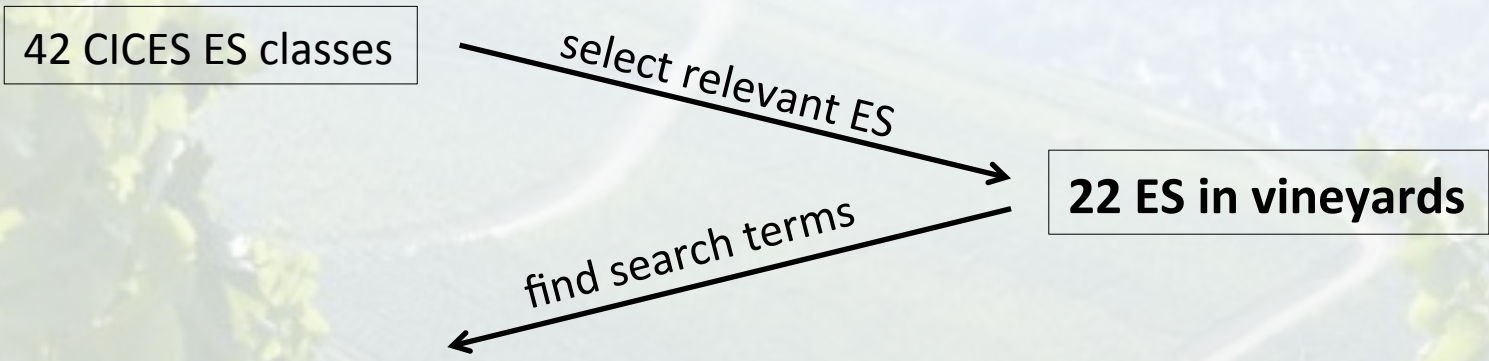 42 CICES ES classes
select relevant ES
22 ES in vineyards
find search terms